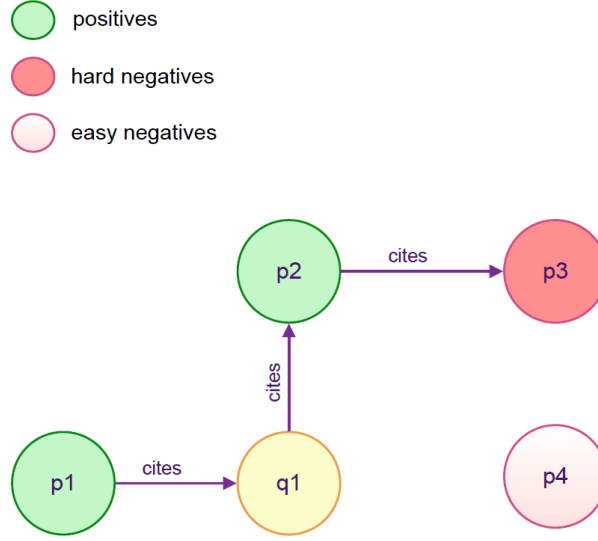 positives
hard negatives
easy negatives
p2
cites
p3
cites
p1
cites
q1
p4